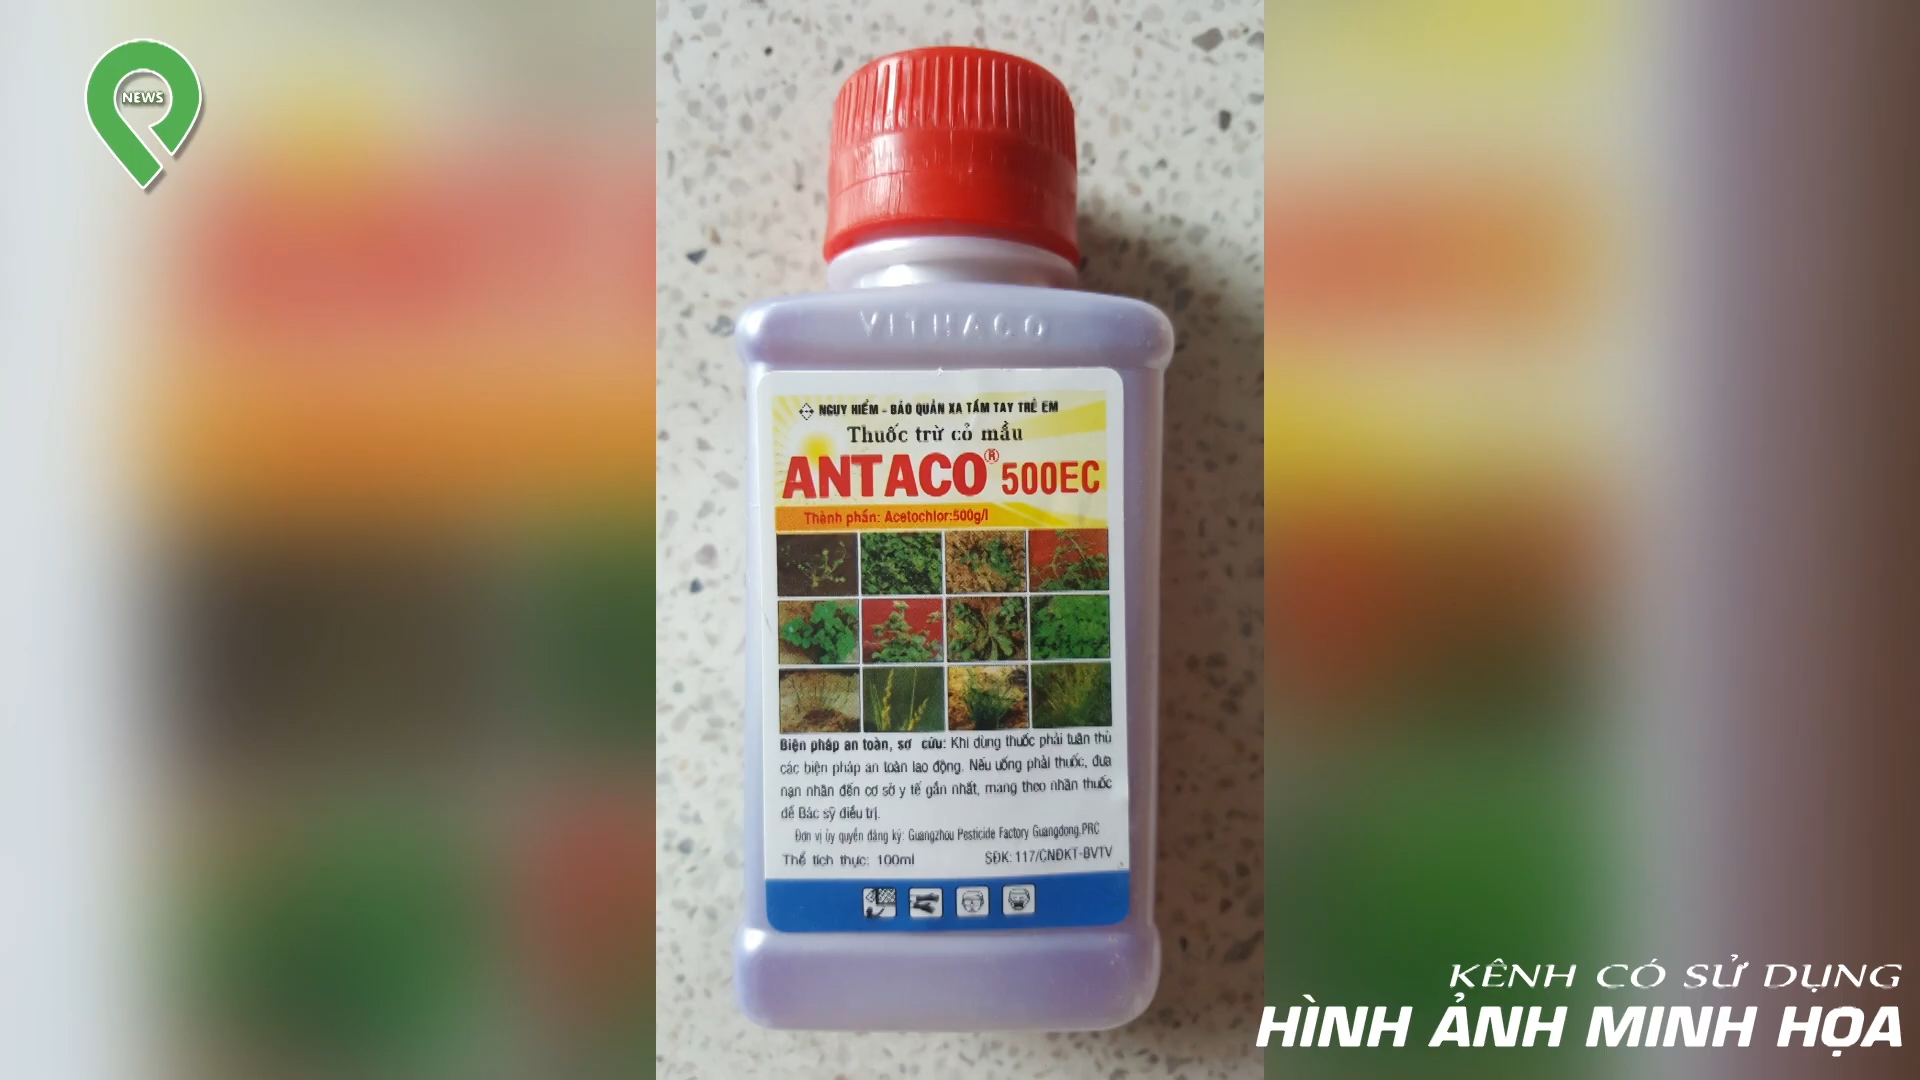 NEWS
VITHACO
NGUY HIỂM - BẢO QUẢN XA TẦM TAY TRẺ EM
Thuốc trừ cỏ mầu
ANTACO® 500EC
Thành phần: Acetochlor:500g/l
Biện pháp an toàn, sơ cứu: Khi dùng thuốc phải tuân thủ
các biện pháp an toàn lao động. Nếu uống phải thuốc, đưa
nạn nhân đến cơ sở y tế gần nhất, mang theo nhãn thuốc
để Bác sỹ điều trị.
Đơn vị ủy quyền đăng ký: Guangzhou Pesticide Factory Guangdong.PRC
Thể tích thực: 100ml SĐK: 117/CNĐKT-BVTV
KÊNH CÓ SỬ DỤNG
HÌNH ẢNH MINH HỌA